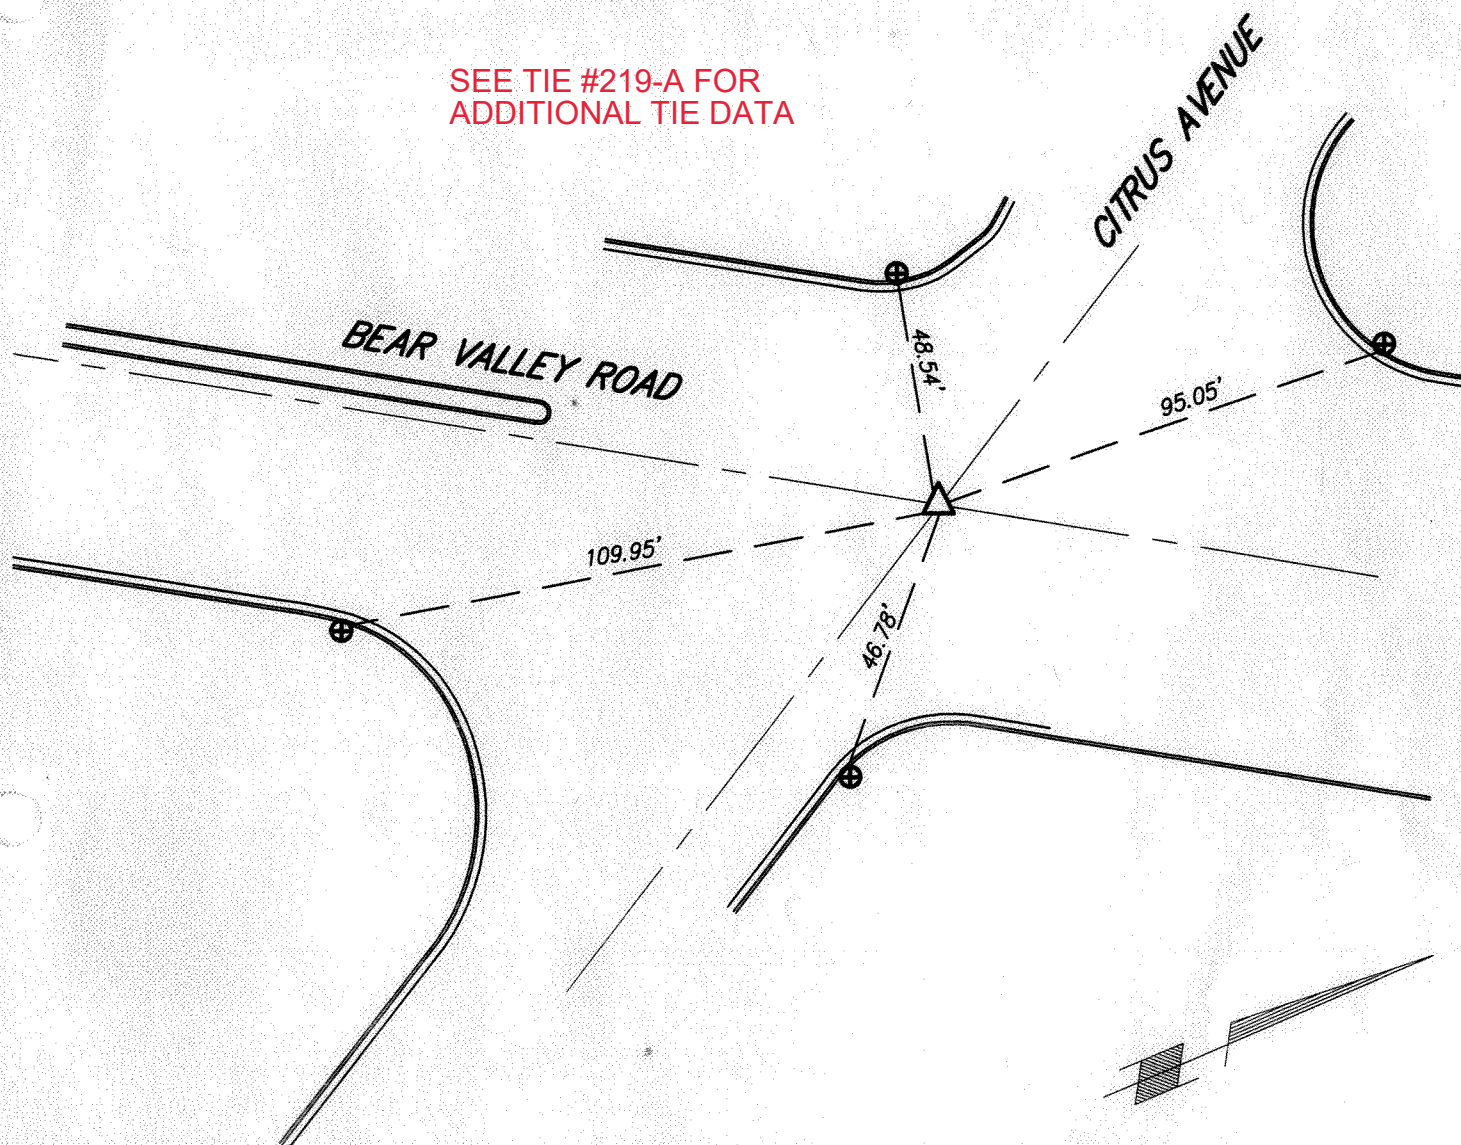 SEE TIE #219-A FOR
ADDITIONAL TIE DATA
CITRUS AVENUE
BEAR VALLEY ROAD
48.54'
95.05'
109.95'
46.78'